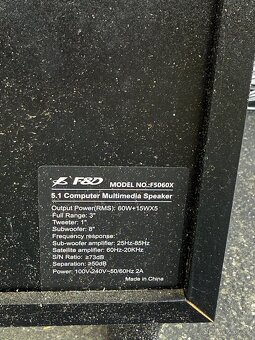 F&D MODEL NO.:F5060X
5.1 Computer Multimedia Speaker
Output Power(RMS): 60W+15WX5
Full Range: 3"
Tweeter: 1"
Subwoofer: 8"
Frequency response:
Sub-woofer amplifier: 25Hz-85Hz
Satellite amplifier: 60Hz-20KHz
S/N Ratio: ≥73dB
Separation: ≥50dB
Power: 100V-240V~50/60Hz 2A
Made in China